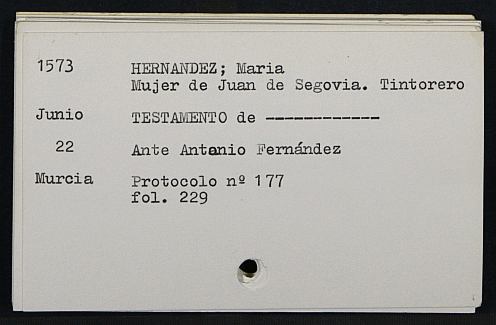 1573 HERNANDEZ; Maria
Mujer de Juan de Segovia. Tintorero
Junio TESTAMENTO de ------------
22 Ante Antonio Fernández
Murcia Protocolo nº 177
fol. 229